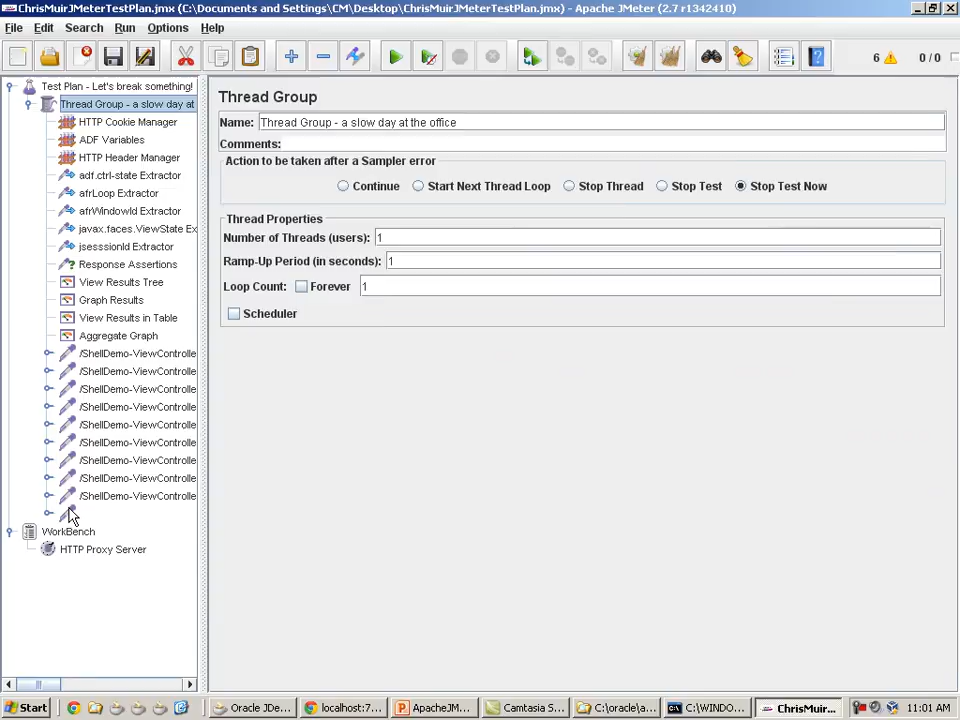 ChrisMuirJMeterTestPlan.jmx (C:\Documents and Settings\CM\Desktop\ChrisMuirJMeterTestPlan.jmx) - Apache JMeter (2.7 r1342410)
File Edit Search Run Options Help
6 0 / 0
Test Plan - Let's break something!
Thread Group - a slow day at
HTTP Cookie Manager
ADF Variables
HTTP Header Manager
adf.ctrl-state Extractor
afrLoop Extractor
afrWindowId Extractor
javax.faces.ViewState Ex
jsesssionId Extractor
Response Assertions
View Results Tree
Graph Results
View Results in Table
Aggregate Graph
/ShellDemo-ViewControlle
/ShellDemo-ViewControlle
/ShellDemo-ViewControlle
/ShellDemo-ViewControlle
/ShellDemo-ViewControlle
/ShellDemo-ViewControlle
/ShellDemo-ViewControlle
/ShellDemo-ViewControlle
/ShellDemo-ViewControlle
WorkBench
HTTP Proxy Server
Thread Group
Name: Thread Group - a slow day at the office
Comments:
Action to be taken after a Sampler error
Continue Start Next Thread Loop Stop Thread Stop Test Stop Test Now
Thread Properties
Number of Threads (users): 1
Ramp-Up Period (in seconds): 1
Loop Count: Forever 1
Scheduler
Start Oracle JDe... localhost:7... ApacheJM... Camtasia S... C:\oracle\a... C:\WINDO... ChrisMuir... 11:01 AM